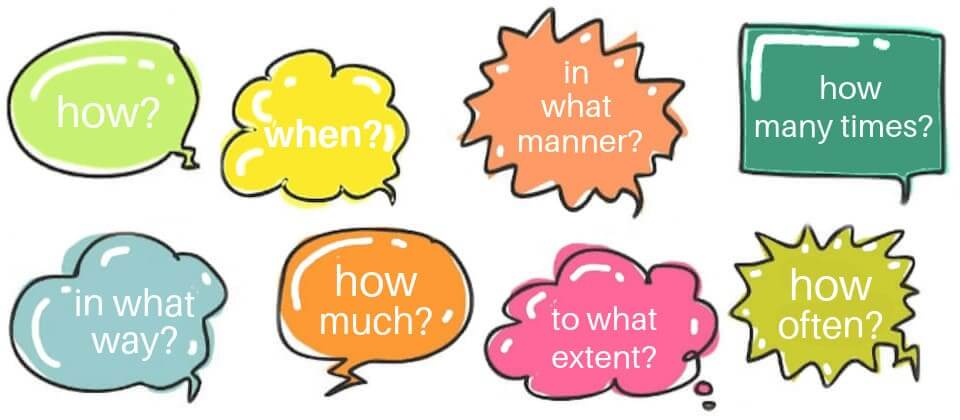 how?
when?
in
what
manner?
how
many times?
in what
way?
how
much?
to what
extent?
how
often?